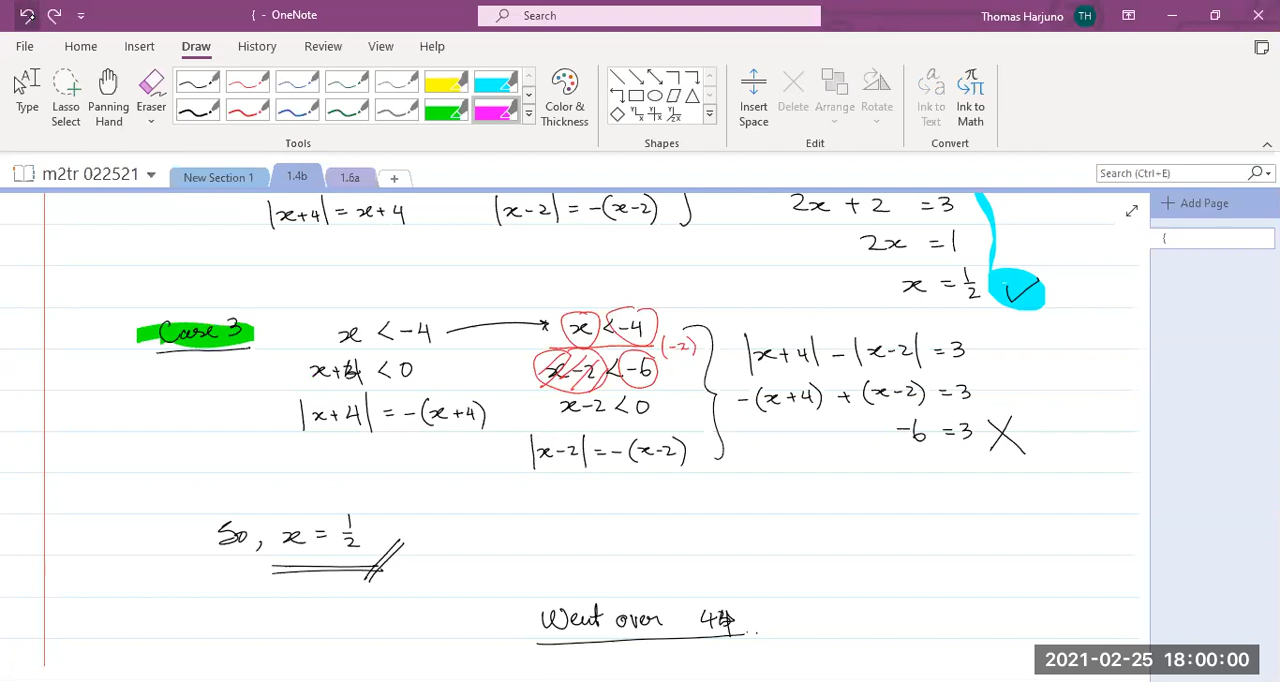 { - OneNote
Search
Thomas Harjuno TH
File Home Insert Draw History Review View Help
Type
Lasso Select
Panning Hand
Eraser
Color & Thickness
Insert Space
Delete
Arrange
Rotate
Ink to Text
Ink to Math
Tools
Shapes
Edit
Convert
m2tr 022521
New Section 1
1.4b
1.6a
Search (Ctrl+E)
Add Page
{
|x+4| = x+4 |x-2| = -(x-2) }
2x + 2 = 3
2x = 1
x = 1/2 ✓
Case 3
x < -4 → x < -4
(-2)
x+4 < 0 x-2 < -6
x-2 < 0
|x+4| = -(x+4)
|x-2| = -(x-2)
|x+4| - |x-2| = 3
-(x+4) + (x-2) = 3
-6 = 3 X
So, x = 1/2
Went over
2021-02-25 18:00:00